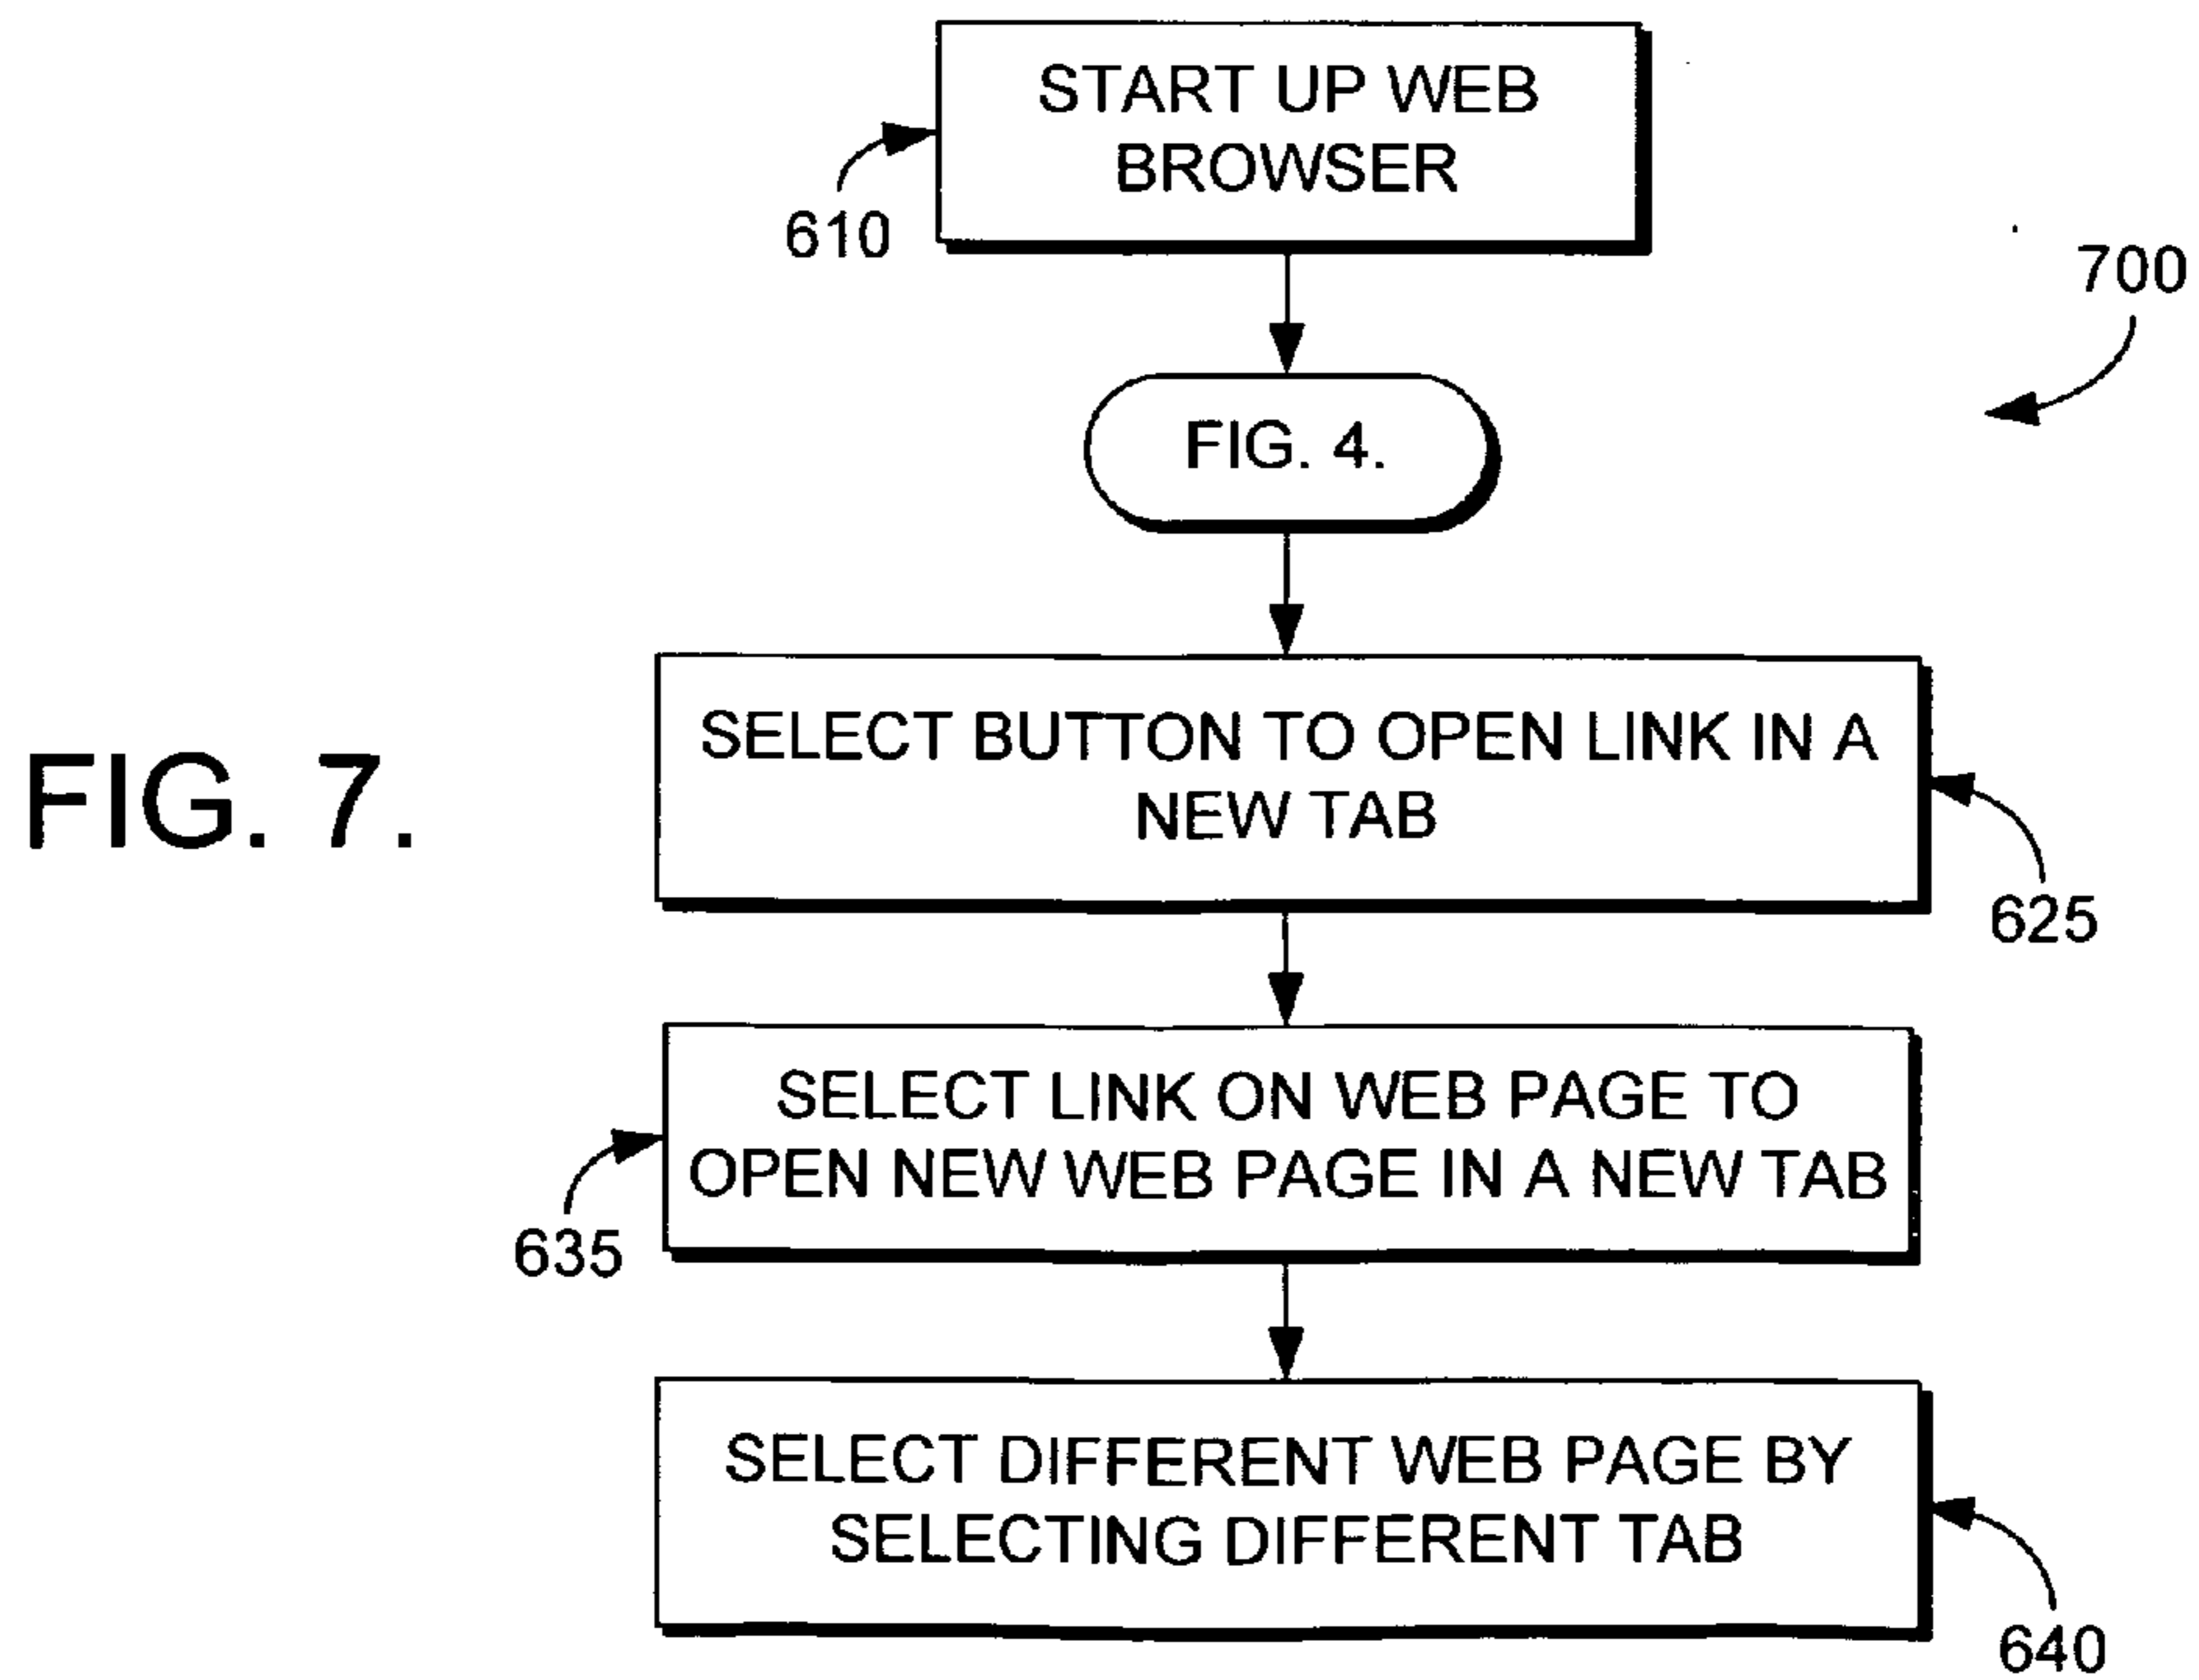 START UP WEB
BROWSER
610
700
FIG. 4.
FIG. 7.
SELECT BUTTON TO OPEN LINK IN A
NEW TAB
625
SELECT LINK ON WEB PAGE TO
OPEN NEW WEB PAGE IN A NEW TAB
635
SELECT DIFFERENT WEB PAGE BY
SELECTING DIFFERENT TAB
640